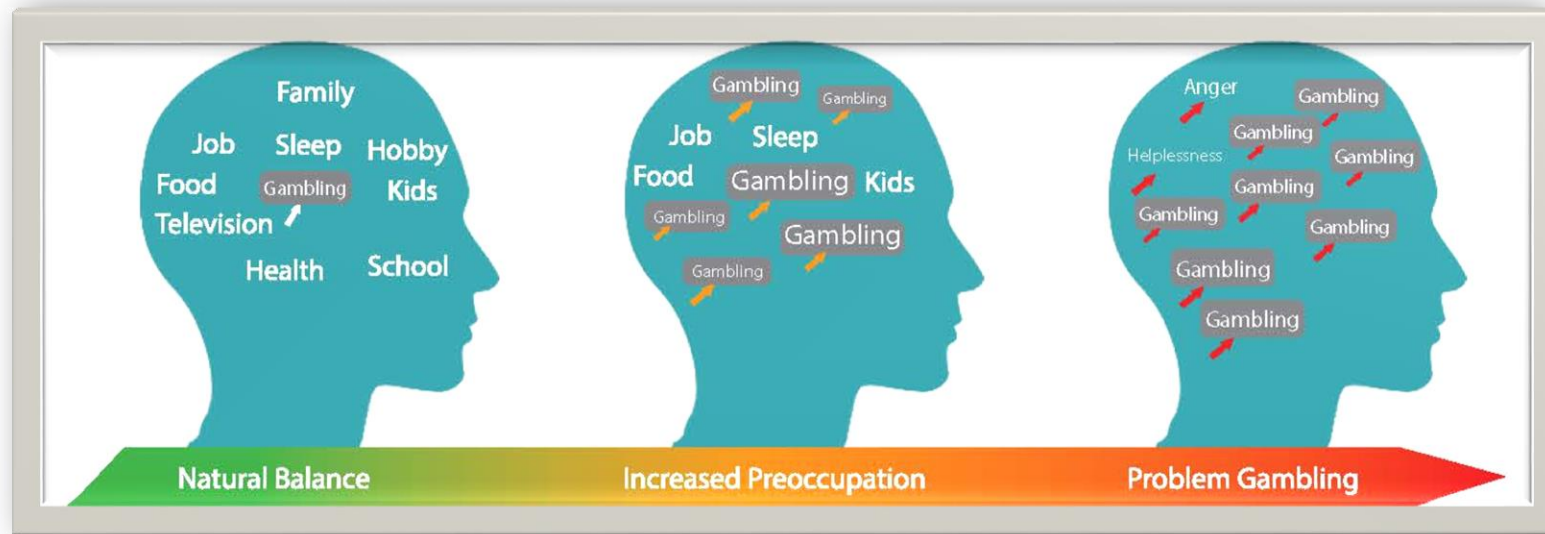 Family
Job
Sleep
Hobby
Food
Gambling
Kids
Television
Health
School
Natural Balance
Gambling
Gambling
Job
Sleep
Food
Gambling
Kids
Gambling
Gambling
Gambling
Increased Preoccupation
Anger
Gambling
Gambling
Helplessness
Gambling
Gambling
Gambling
Gambling
Gambling
Gambling
Problem Gambling